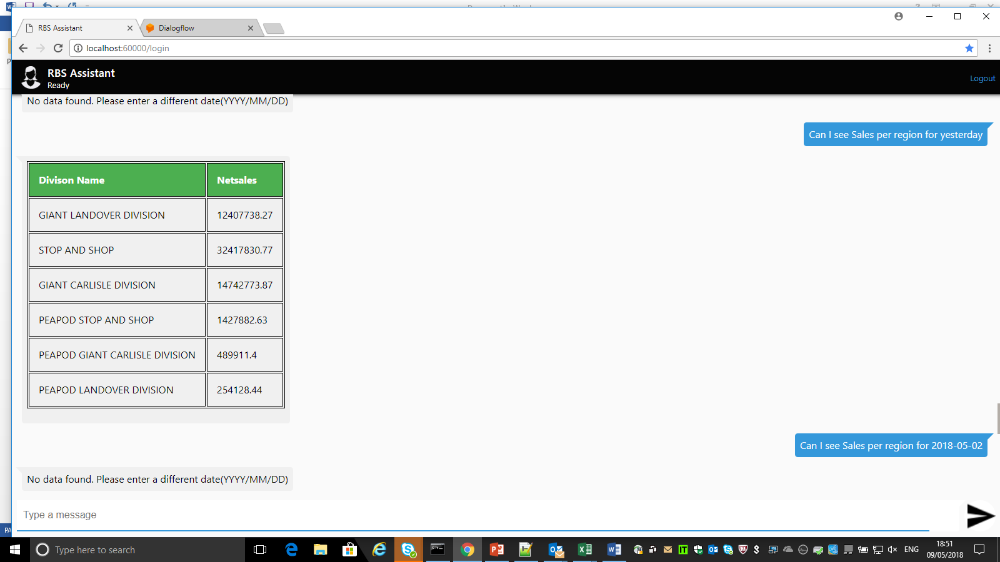 RBS Assistant
Dialogflow
localhost:60000/login
RBS Assistant
Ready
Logout
No data found. Please enter a different date(YYYY/MM/DD)
Can I see Sales per region for yesterday
Divison Name Netsales
GIANT LANDOVER DIVISION 12407738.27
STOP AND SHOP 32417830.77
GIANT CARLISLE DIVISION 14742773.87
PEAPOD STOP AND SHOP 1427882.63
PEAPOD GIANT CARLISLE DIVISION 489911.4
PEAPOD LANDOVER DIVISION 254128.44
Can I see Sales per region for 2018-05-02
No data found. Please enter a different date(YYYY/MM/DD)
Type a message
PA
Type here to search
ENG
18:51
09/05/2018